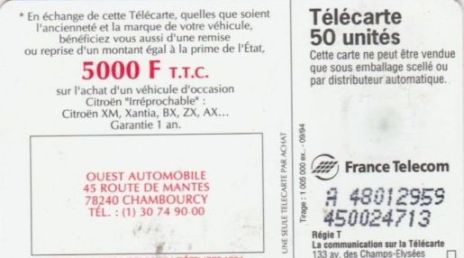 * En échange de cette Télécarte, quelles que soient
l'ancienneté et la marque de votre véhicule,
bénéficiez vous aussi d'une remise
ou reprise d'un montant égal à la prime de l'État,
5000 F T.T.C.
sur l'achat d'un véhicule d'occasion
Citroën "Irréprochable" :
Citroën XM, Xantia, BX, ZX, AX...
Garantie 1 an.
OUEST AUTOMOBILE
45 ROUTE DE MANTES
78240 CHAMBOURCY
TÉL. : (1) 30 74 90 00
UNE SEULE TELECARTE PAR ACHAT
Tirage : 1 005 000 ex. - 09/94
Télécarte
50 unités
Cette carte ne peut être vendue
que sous emballage scellé ou
par distributeur automatique.
France Telecom
A 48012959
450024713
Régie T
La communication sur la Télécarte
133 av. des Champs-Elysées